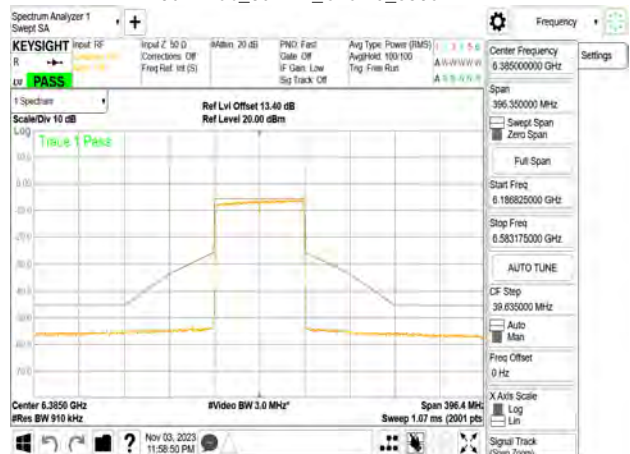 Spectrum Analyzer 1
Swept SA
Frequency
KEYSIGHT
Input: RF
Input Z: 50 Ω
Corrections: Off
Freq Ref: Int (S)
#Atten: 20 dB
PNO: Fast
Gate: Off
IF Gain: Low
Sig Track: Off
Avg Type: Power (RMS)
Avg|Hold: 100/100
Trig: Free Run
PASS
Center Frequency
6.385000000 GHz
Settings
Span
396.350000 MHz
Swept Span
Zero Span
Full Span
Start Freq
6.186825000 GHz
Stop Freq
6.583175000 GHz
AUTO TUNE
CF Step
39.635000 MHz
Auto
Man
Freq Offset
0 Hz
X Axis Scale
Log
Lin
Signal Track
(Span Zoom)
1 Spectrum
Scale/Div 10 dB
Ref Lvl Offset 13.40 dB
Ref Level 20.00 dBm
Log
Trace 1 Pass
Center 6.3850 GHz
#Video BW 3.0 MHz*
Span 396.4 MHz
#Res BW 910 kHz
Sweep 1.07 ms (2001 pts
Nov 03, 2023
11:58:50 PM